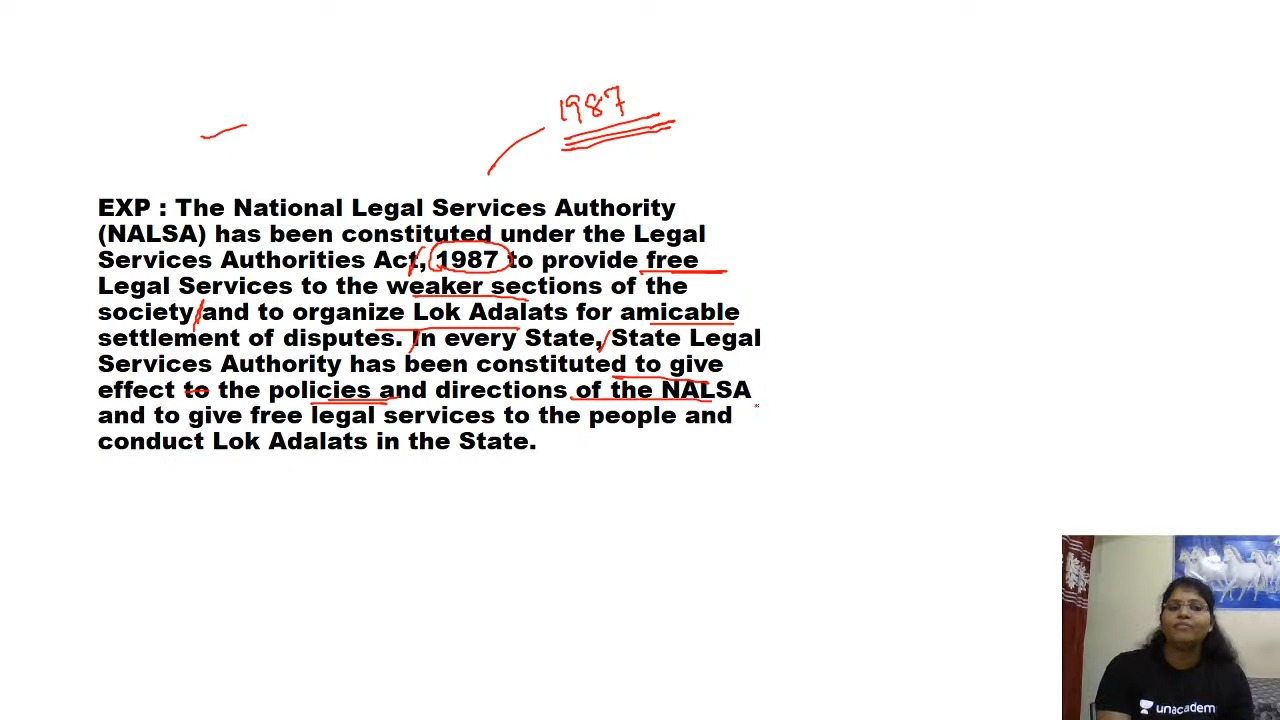 1987
EXP : The National Legal Services Authority
(NALSA) has been constituted under the Legal
Services Authorities Act, 1987 to provide free
Legal Services to the weaker sections of the
society and to organize Lok Adalats for amicable
settlement of disputes. In every State, State Legal
Services Authority has been constituted to give
effect to the policies and directions of the NALSA
and to give free legal services to the people and
conduct Lok Adalats in the State.
unacademy